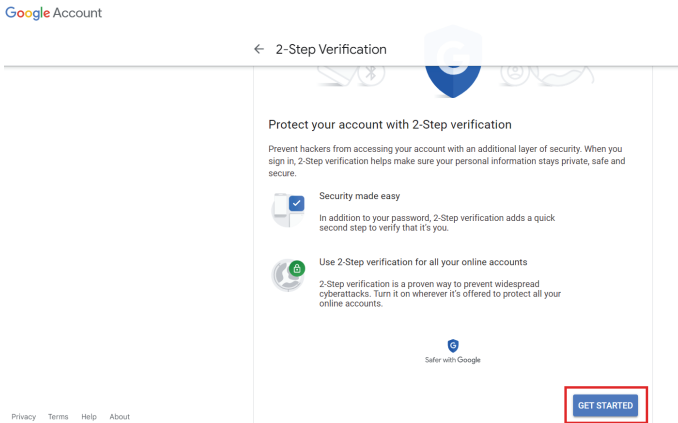 Google Account
← 2-Step Verification
Protect your account with 2-Step verification
Prevent hackers from accessing your account with an additional layer of security. When you
sign in, 2-Step verification helps make sure your personal information stays private, safe and
secure.
Security made easy
In addition to your password, 2-Step verification adds a quick
second step to verify that it's you.
Use 2-Step verification for all your online accounts
2-Step verification is a proven way to prevent widespread
cyberattacks. Turn it on wherever it's offered to protect all your
online accounts.
G
Safer with Google
GET STARTED
Privacy Terms Help About